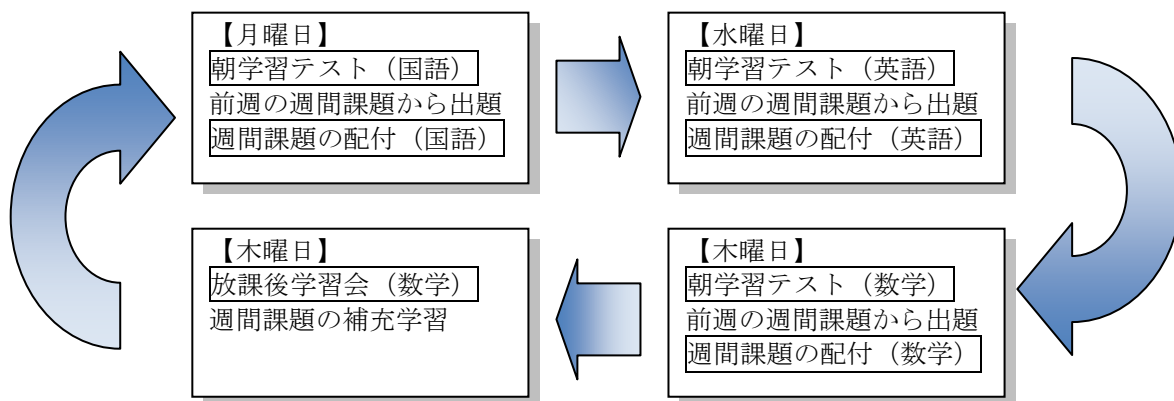 【月曜日】
朝学習テスト（国語）
前週の週間課題から出題
週間課題の配付（国語）
【水曜日】
朝学習テスト（英語）
前週の週間課題から出題
週間課題の配付（英語）
【木曜日】
朝学習テスト（数学）
前週の週間課題から出題
週間課題の配付（数学）
【木曜日】
放課後学習会（数学）
週間課題の補充学習